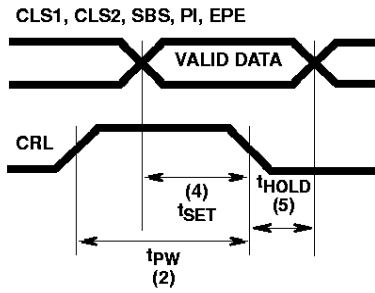 CLS1, CLS2, SBS, PI, EPE
VALID DATA
CRL
(4)
tSET
tHOLD
(5)
tPW
(2)